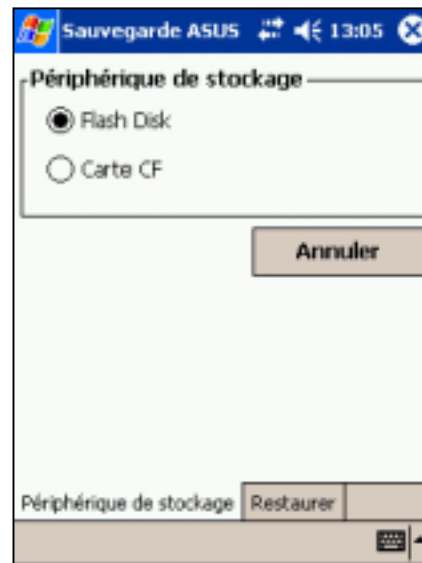 Sauvegarde ASUS 13:05
Périphérique de stockage
Flash Disk
Carte CF
Annuler
Périphérique de stockage Restaurer